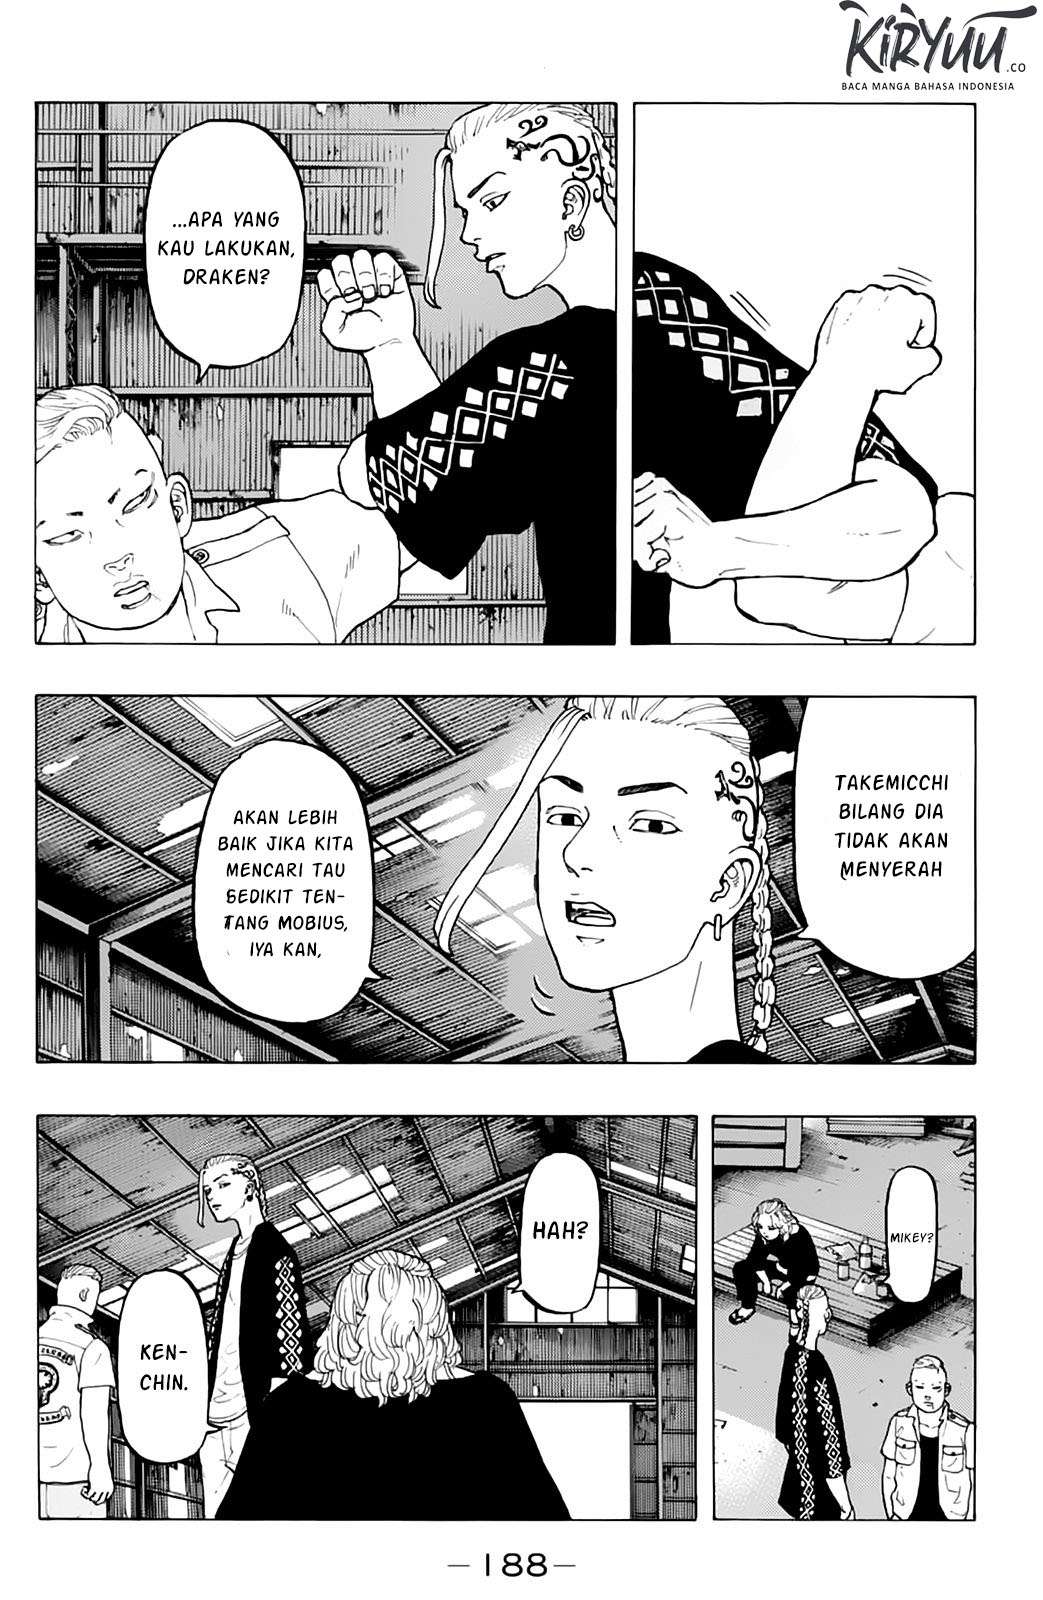 KIRYUU.CO
BACA MANGA BAHASA INDONESIA
...APA YANG
KAU LAKUKAN,
DRAKEN?
TAKEMICCHI
BILANG DIA
TIDAK AKAN
MENYERAH
AKAN LEBIH
BAIK JIKA KITA
MENCARI TAU
SEDIKIT TEN-
TANG MOBIUS,
IYA KAN,
MIKEY?
HAH?
KEN-
CHIN.
—188—